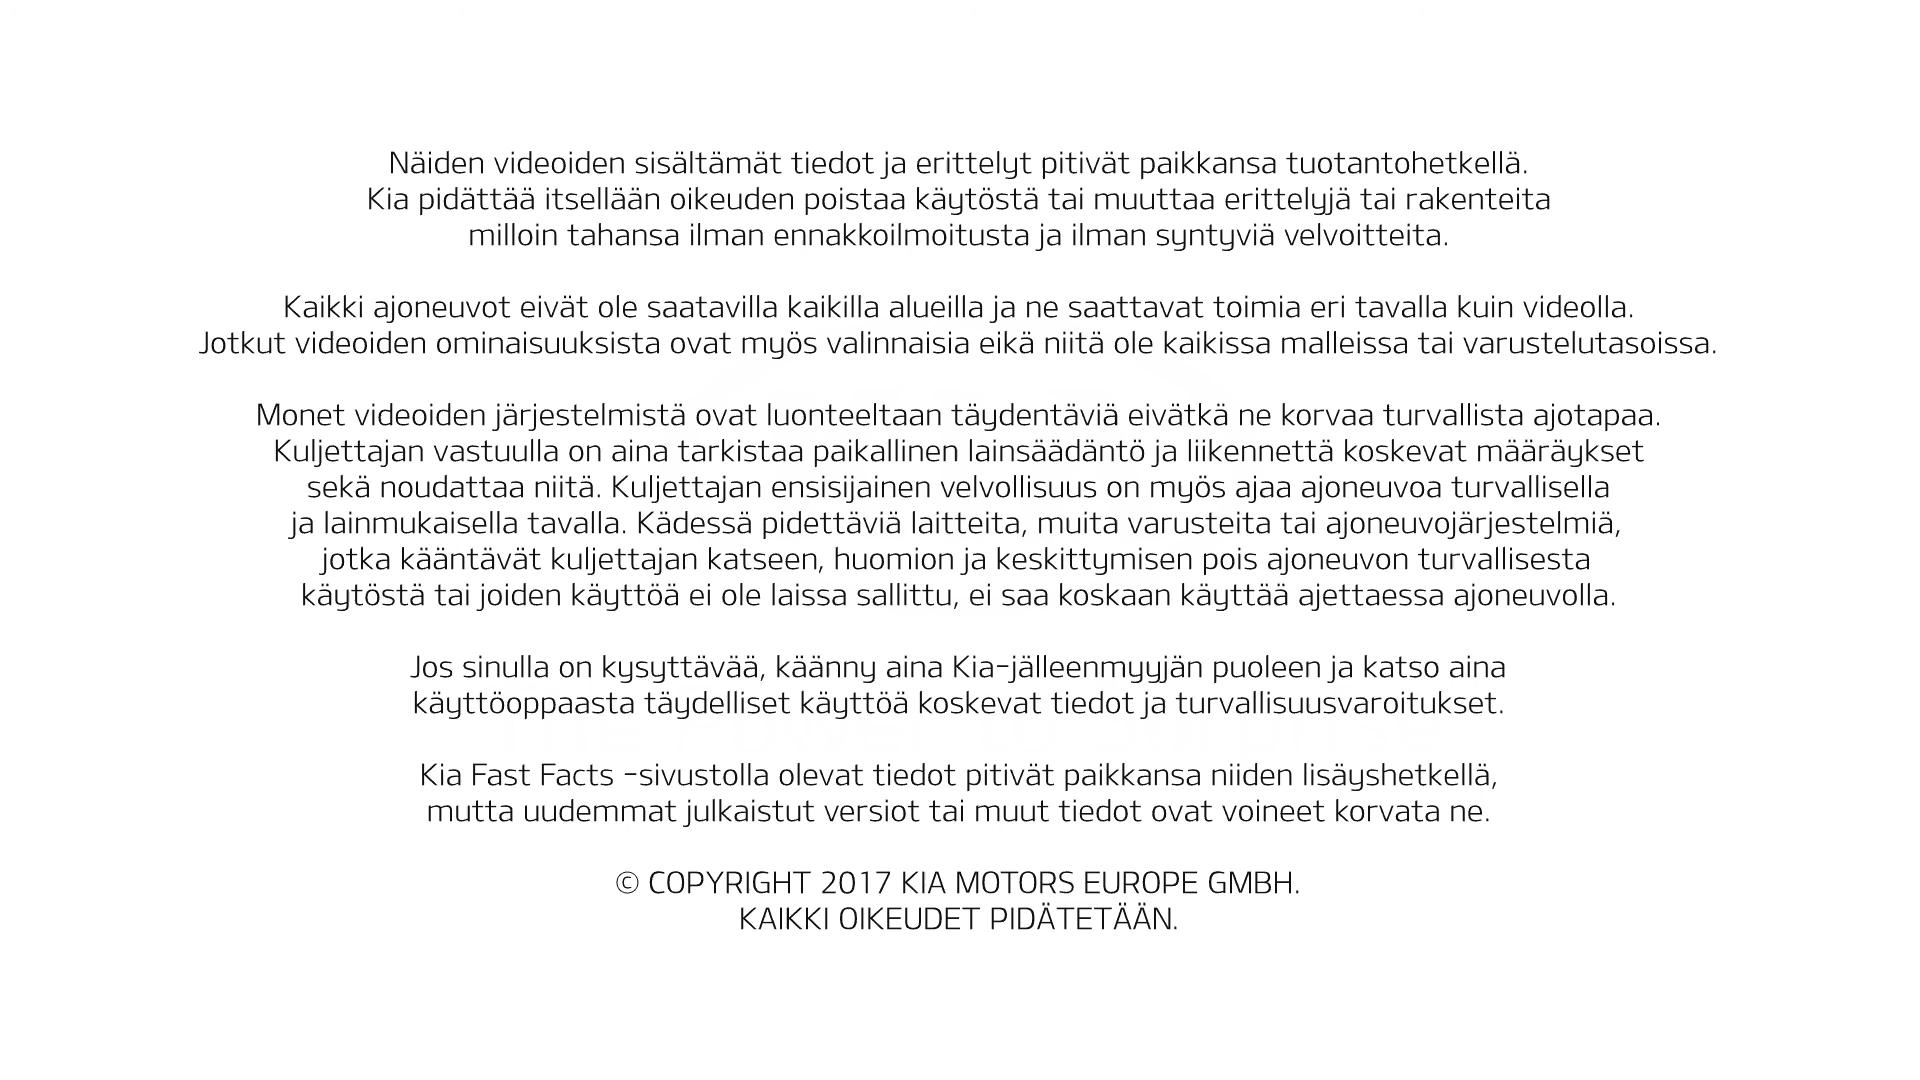 Näiden videoiden sisältämät tiedot ja erittelyt pitivät paikkansa tuotantohetkellä.
Kia pidättää itsellään oikeuden poistaa käytöstä tai muuttaa erittelyjä tai rakenteita
milloin tahansa ilman ennakkoilmoitusta ja ilman syntyviä velvoitteita.
Kaikki ajoneuvot eivät ole saatavilla kaikilla alueilla ja ne saattavat toimia eri tavalla kuin videolla.
Jotkut videoiden ominaisuuksista ovat myös valinnaisia eikä niitä ole kaikissa malleissa tai varustelutasoissa.
Monet videoiden järjestelmistä ovat luonteeltaan täydentäviä eivätkä ne korvaa turvallista ajotapaa.
Kuljettajan vastuulla on aina tarkistaa paikallinen lainsäädäntö ja liikennettä koskevat määräykset
sekä noudattaa niitä. Kuljettajan ensisijainen velvollisuus on myös ajaa ajoneuvoa turvallisella
ja lainmukaisella tavalla. Kädessä pidettäviä laitteita, muita varusteita tai ajoneuvojärjestelmiä,
jotka kääntävät kuljettajan katseen, huomion ja keskittymisen pois ajoneuvon turvallisesta
käytöstä tai joiden käyttöä ei ole laissa sallittu, ei saa koskaan käyttää ajettaessa ajoneuvolla.
Jos sinulla on kysyttävää, käänny aina Kia-jälleenmyyjän puoleen ja katso aina
käyttöoppaasta täydelliset käyttöä koskevat tiedot ja turvallisuusvaroitukset.
Kia Fast Facts -sivustolla olevat tiedot pitivät paikkansa niiden lisäyshetkellä,
mutta uudemmat julkaistut versiot tai muut tiedot ovat voineet korvata ne.
© COPYRIGHT 2017 KIA MOTORS EUROPE GMBH.
KAIKKI OIKEUDET PIDÄTETÄÄN.